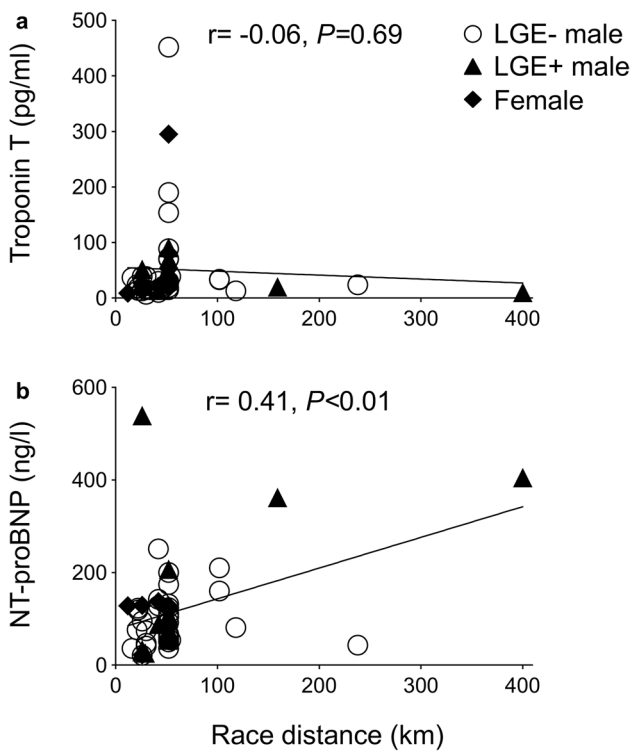 a
r= -0.06, P=0.69
LGE- male
LGE+ male
Female
Troponin T (pg/ml)
500
400
300
200
100
0
0 100 200 300 400
b
r= 0.41, P<0.01
NT-proBNP (ng/l)
600
400
200
0
0 100 200 300 400
Race distance (km)